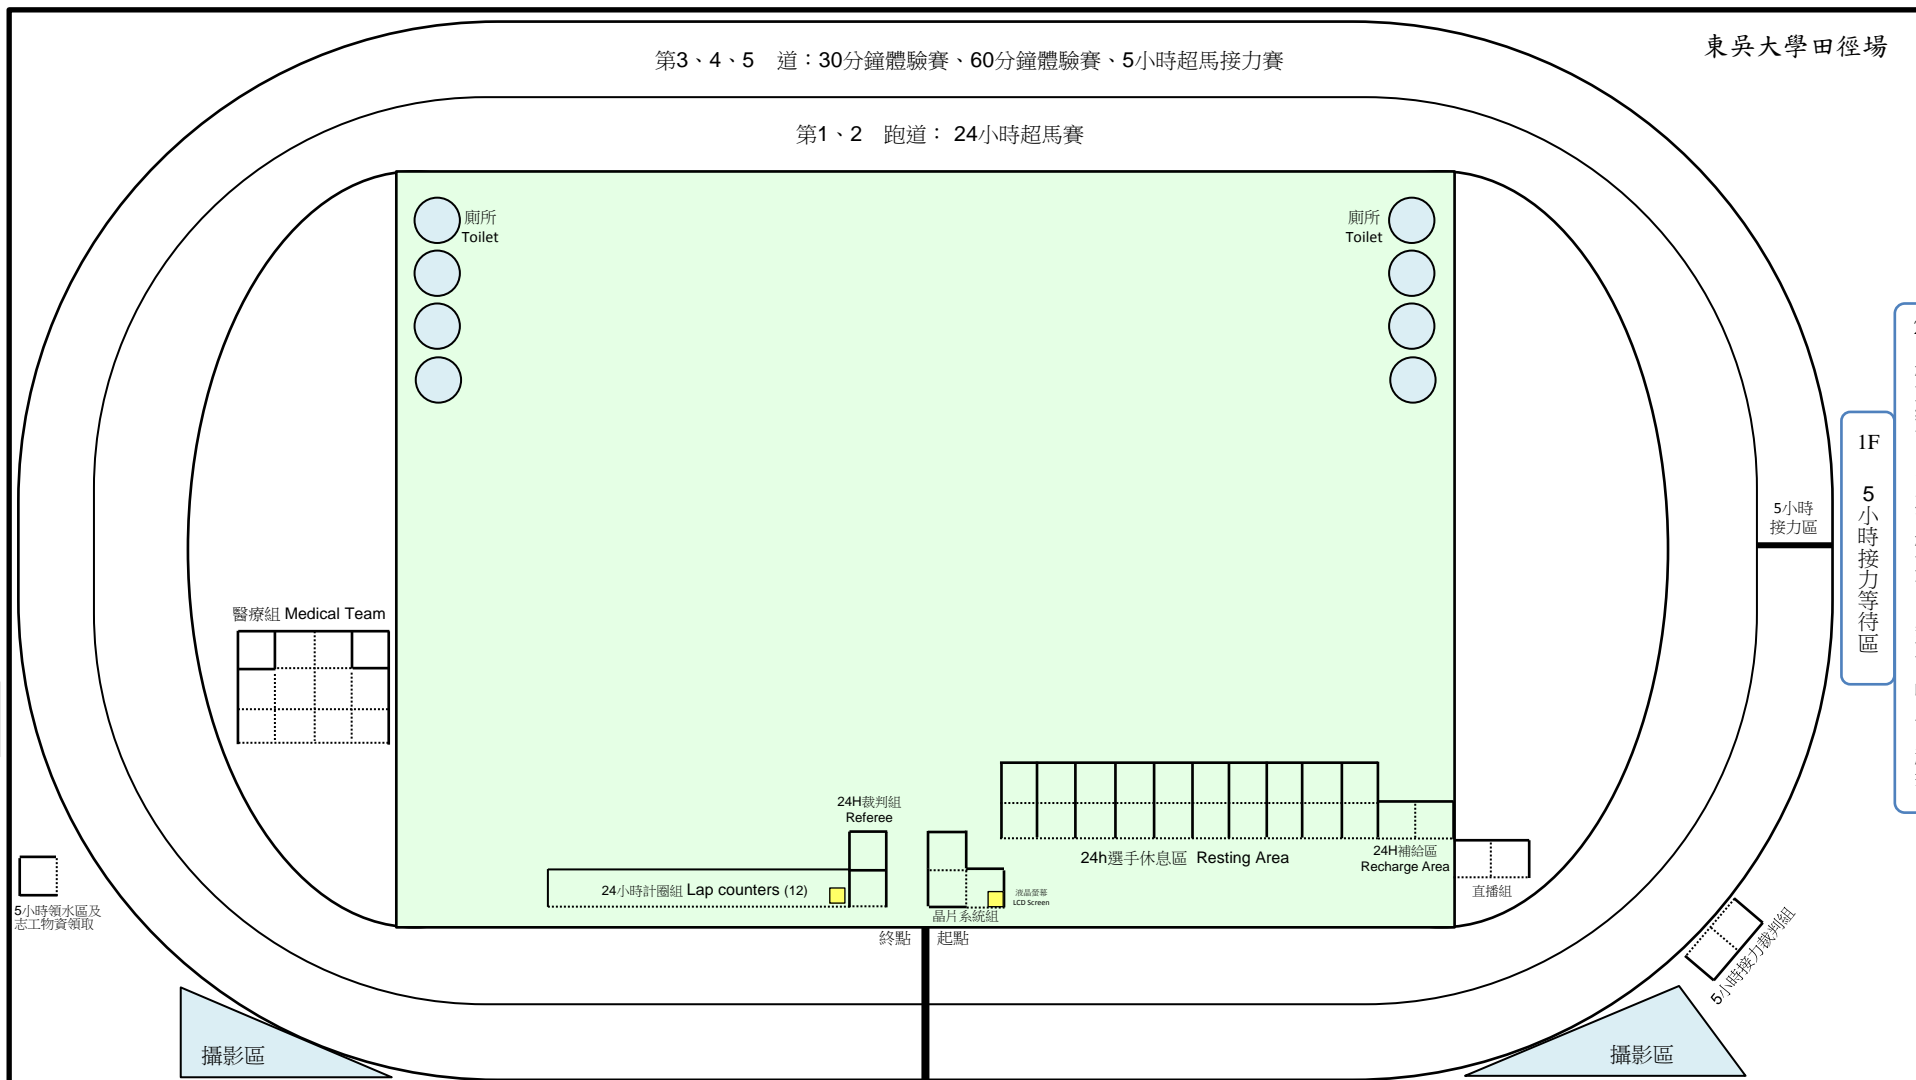 東吳大學田徑場
第3、4、5 道：30分鐘體驗賽、60分鐘體驗賽、5小時超馬接力賽
第1、2 跑道： 24小時超馬賽
廁所
Toilet
廁所
Toilet
1F 5小時接力等待區
5小時
接力區
醫療組 Medical Team
24H裁判組
Referee
24h選手休息區 Resting Area
24H補給區
Recharge Area
24小時計圈組 Lap counters (12)
液晶螢幕
LCD Screen
直播組
5小時領水區及
志工物資領取
晶片系統組
終點
起點
5小時接力裁判組
攝影區
攝影區